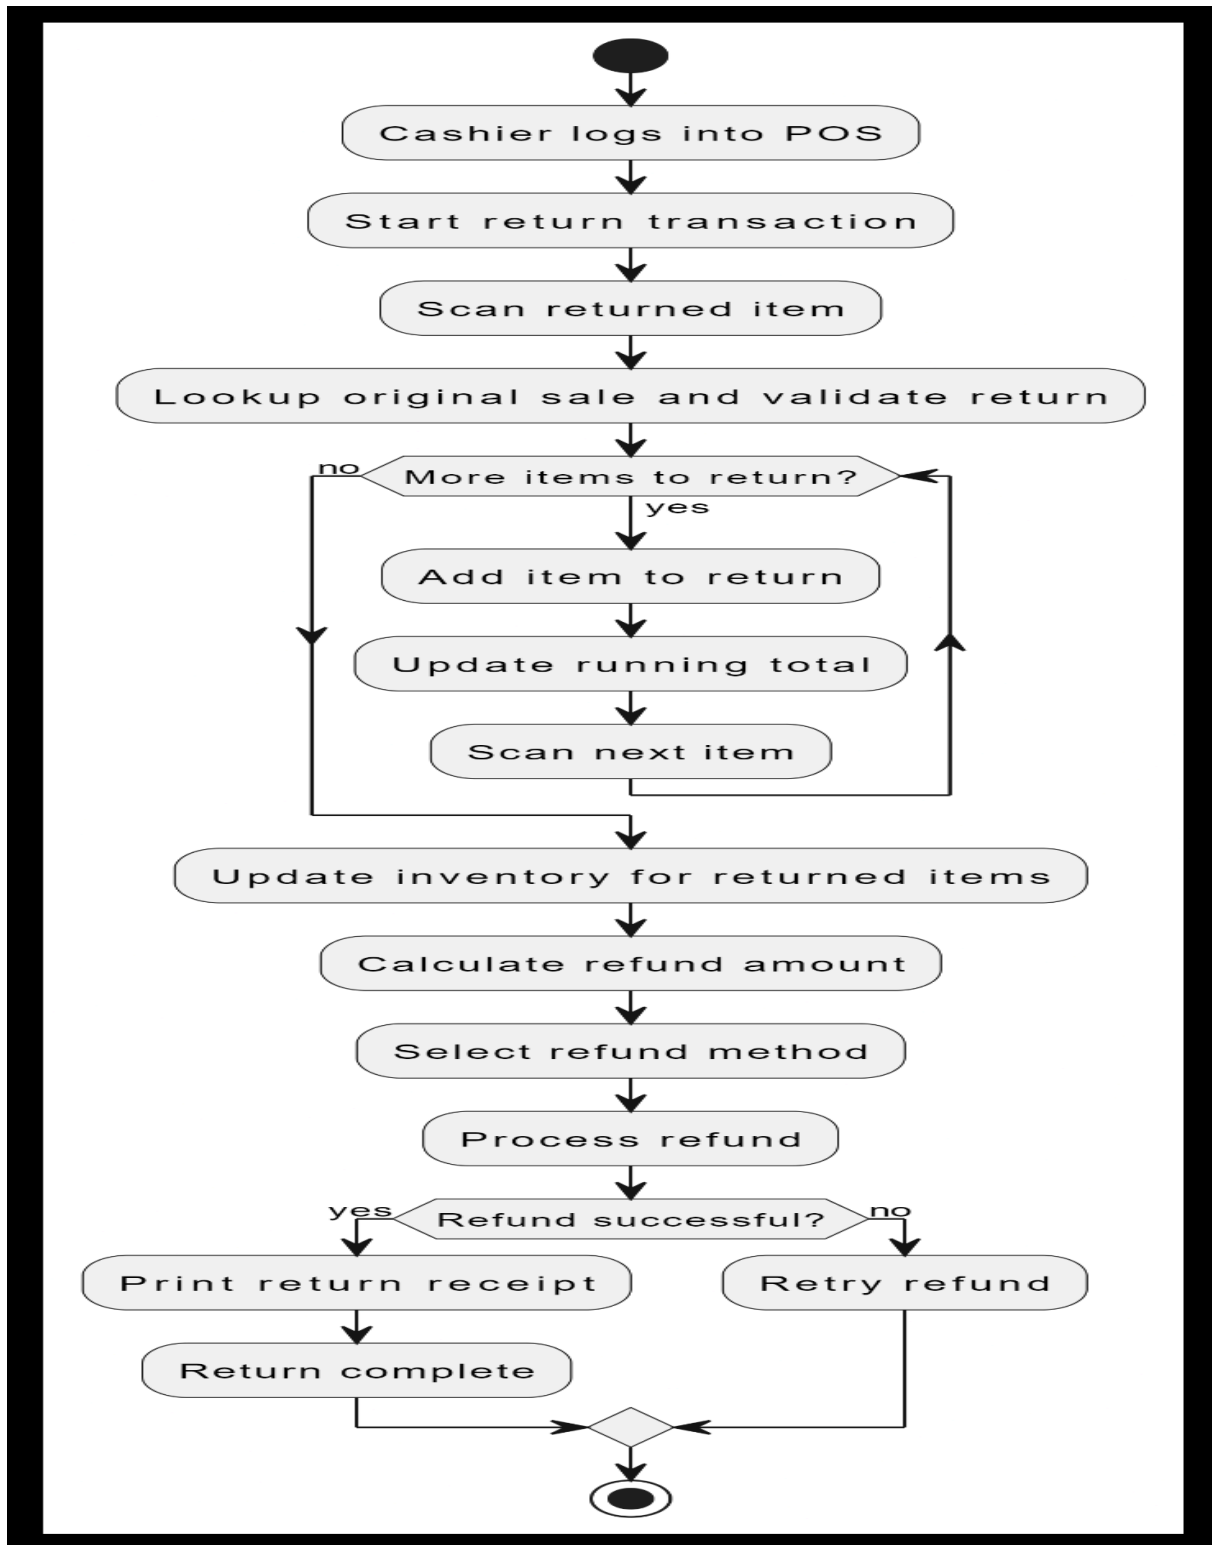 Cashier logs into POS
Start return transaction
Scan returned item
Lookup original sale and validate return
no
More items to return?
yes
Add item to return
Update running total
Scan next item
Update inventory for returned items
Calculate refund amount
Select refund method
Process refund
yes
Refund successful?
no
Print return receipt
Retry refund
Return complete